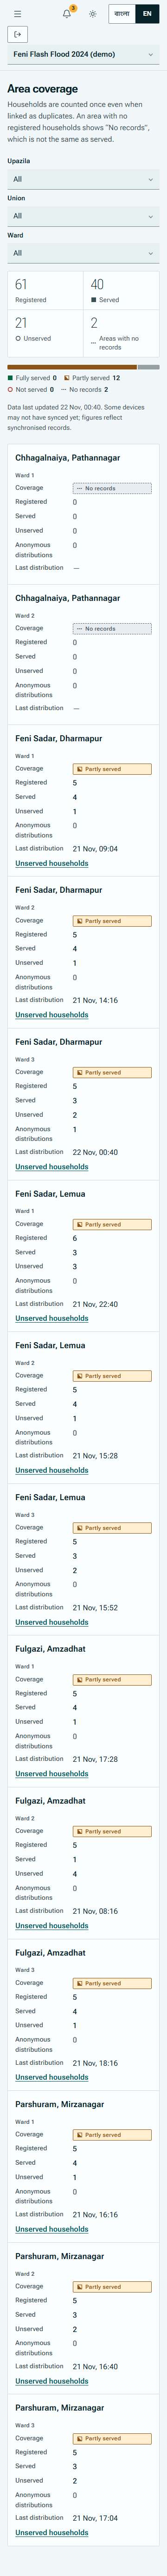 3
বাংলা
EN
Feni Flash Flood 2024 (demo)
Area coverage
Households are counted once even when
linked as duplicates. An area with no
registered households shows "No records",
which is not the same as served.
Upazila
All
Union
All
Ward
All
61
Registered
40
Served
21
Unserved
2
Areas with no
records
Fully served 0
Partly served 12
Not served 0
No records 2
Data last updated 22 Nov, 00:40. Some devices
may not have synced yet; figures reflect
synchronised records.
Chhagalnaiya, Pathannagar
Ward 1
Coverage No records
Registered 0
Served 0
Unserved 0
Anonymous 0
distributions
Last distribution —
Chhagalnaiya, Pathannagar
Ward 2
Coverage No records
Registered 0
Served 0
Unserved 0
Anonymous 0
distributions
Last distribution —
Feni Sadar, Dharmapur
Ward 1
Coverage Partly served
Registered 5
Served 4
Unserved 1
Anonymous 0
distributions
Last distribution 21 Nov, 09:04
Unserved households
Feni Sadar, Dharmapur
Ward 2
Coverage Partly served
Registered 5
Served 4
Unserved 1
Anonymous 0
distributions
Last distribution 21 Nov, 14:16
Unserved households
Feni Sadar, Dharmapur
Ward 3
Coverage Partly served
Registered 5
Served 3
Unserved 2
Anonymous 1
distributions
Last distribution 22 Nov, 00:40
Unserved households
Feni Sadar, Lemua
Ward 1
Coverage Partly served
Registered 6
Served 3
Unserved 3
Anonymous 0
distributions
Last distribution 21 Nov, 22:40
Unserved households
Feni Sadar, Lemua
Ward 2
Coverage Partly served
Registered 5
Served 4
Unserved 1
Anonymous 0
distributions
Last distribution 21 Nov, 15:28
Unserved households
Feni Sadar, Lemua
Ward 3
Coverage Partly served
Registered 5
Served 3
Unserved 2
Anonymous 0
distributions
Last distribution 21 Nov, 15:52
Unserved households
Fulgazi, Amzadhat
Ward 1
Coverage Partly served
Registered 5
Served 4
Unserved 1
Anonymous 0
distributions
Last distribution 21 Nov, 17:28
Unserved households
Fulgazi, Amzadhat
Ward 2
Coverage Partly served
Registered 5
Served 1
Unserved 4
Anonymous 0
distributions
Last distribution 21 Nov, 08:16
Unserved households
Fulgazi, Amzadhat
Ward 3
Coverage Partly served
Registered 5
Served 4
Unserved 1
Anonymous 0
distributions
Last distribution 21 Nov, 18:16
Unserved households
Parshuram, Mirzanagar
Ward 1
Coverage Partly served
Registered 5
Served 4
Unserved 1
Anonymous 0
distributions
Last distribution 21 Nov, 16:16
Unserved households
Parshuram, Mirzanagar
Ward 2
Coverage Partly served
Registered 5
Served 3
Unserved 2
Anonymous 0
distributions
Last distribution 21 Nov, 16:40
Unserved households
Parshuram, Mirzanagar
Ward 3
Coverage Partly served
Registered 5
Served 3
Unserved 2
Anonymous 0
distributions
Last distribution 21 Nov, 17:04
Unserved households